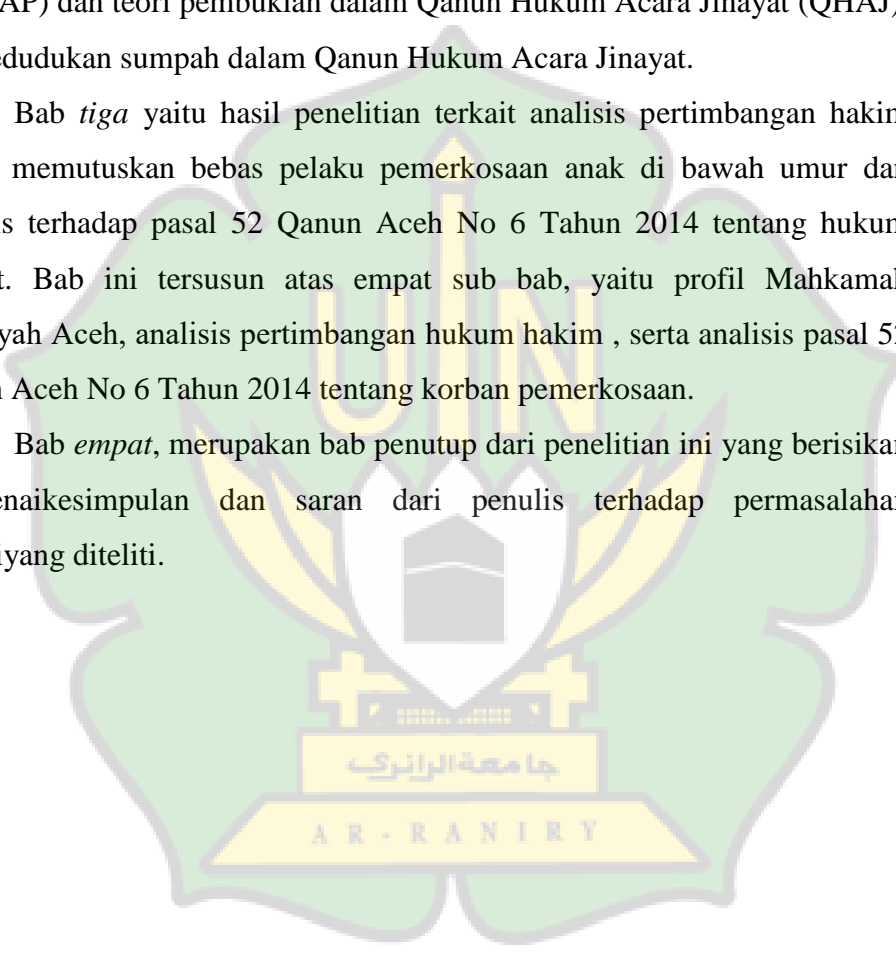 AP) dan teori pembuktian dalam Qanun Hukum Acara Jinayat (QHAJ)
edudukan sumpah dalam Qanun Hukum Acara Jinayat.
Bab tiga yaitu hasil penelitian terkait analisis pertimbangan hakim
memutuskan bebas pelaku pemerkosaan anak di bawah umur dan
is terhadap pasal 52 Qanun Aceh No 6 Tahun 2014 tentang hukum
t. Bab ini tersusun atas empat sub bab, yaitu profil Mahkamah
yah Aceh, analisis pertimbangan hukum hakim , serta analisis pasal 52
n Aceh No 6 Tahun 2014 tentang korban pemerkosaan.
Bab empat, merupakan bab penutup dari penelitian ini yang berisikan
enaikesimpulan dan saran dari penulis terhadap permasalahan
iyang diteliti.
UIN
جامعة الرانري
AR-RANIRY